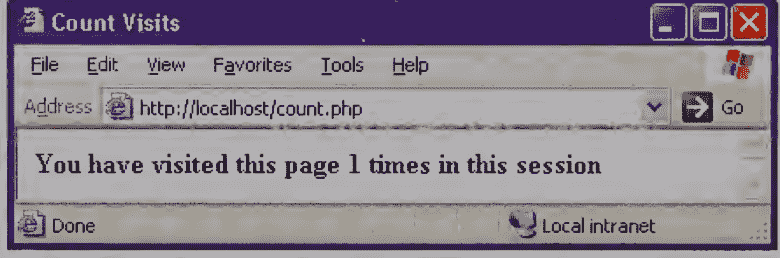 Count Visits
File Edit View Favorites Tools Help
Address http://localhost/count.php Go
You have visited this page 1 times in this session
Done Local intranet